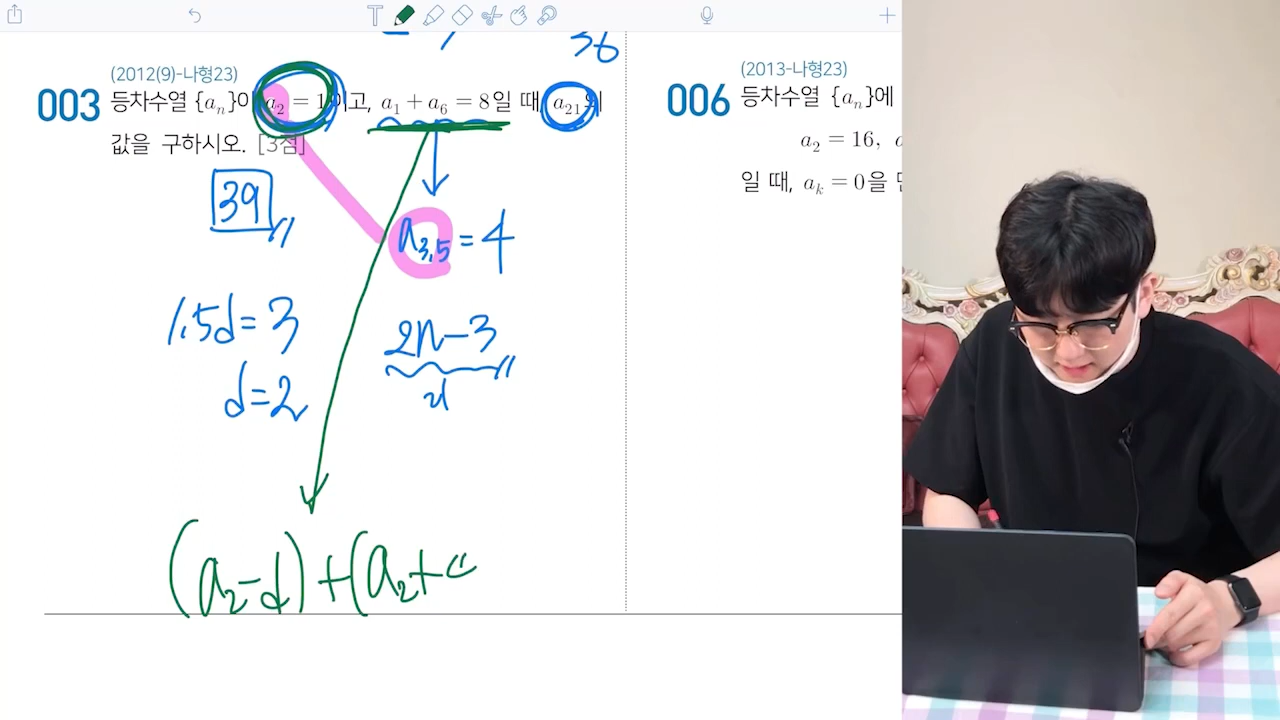 36
(2012(9)-나형23)
003 등차수열 {aₙ}이 a₂ = 1이고, a₁ + a₆ = 8일 때, a₂₁의
값을 구하시오. [3점]
39
a₃,₅ = 4
1.5d = 3
2n-3
d = 2
(a₂-d) + (a₂+
(2013-나형23)
006 등차수열 {aₙ}에
a₂ = 16,
일 때, aₖ = 0을